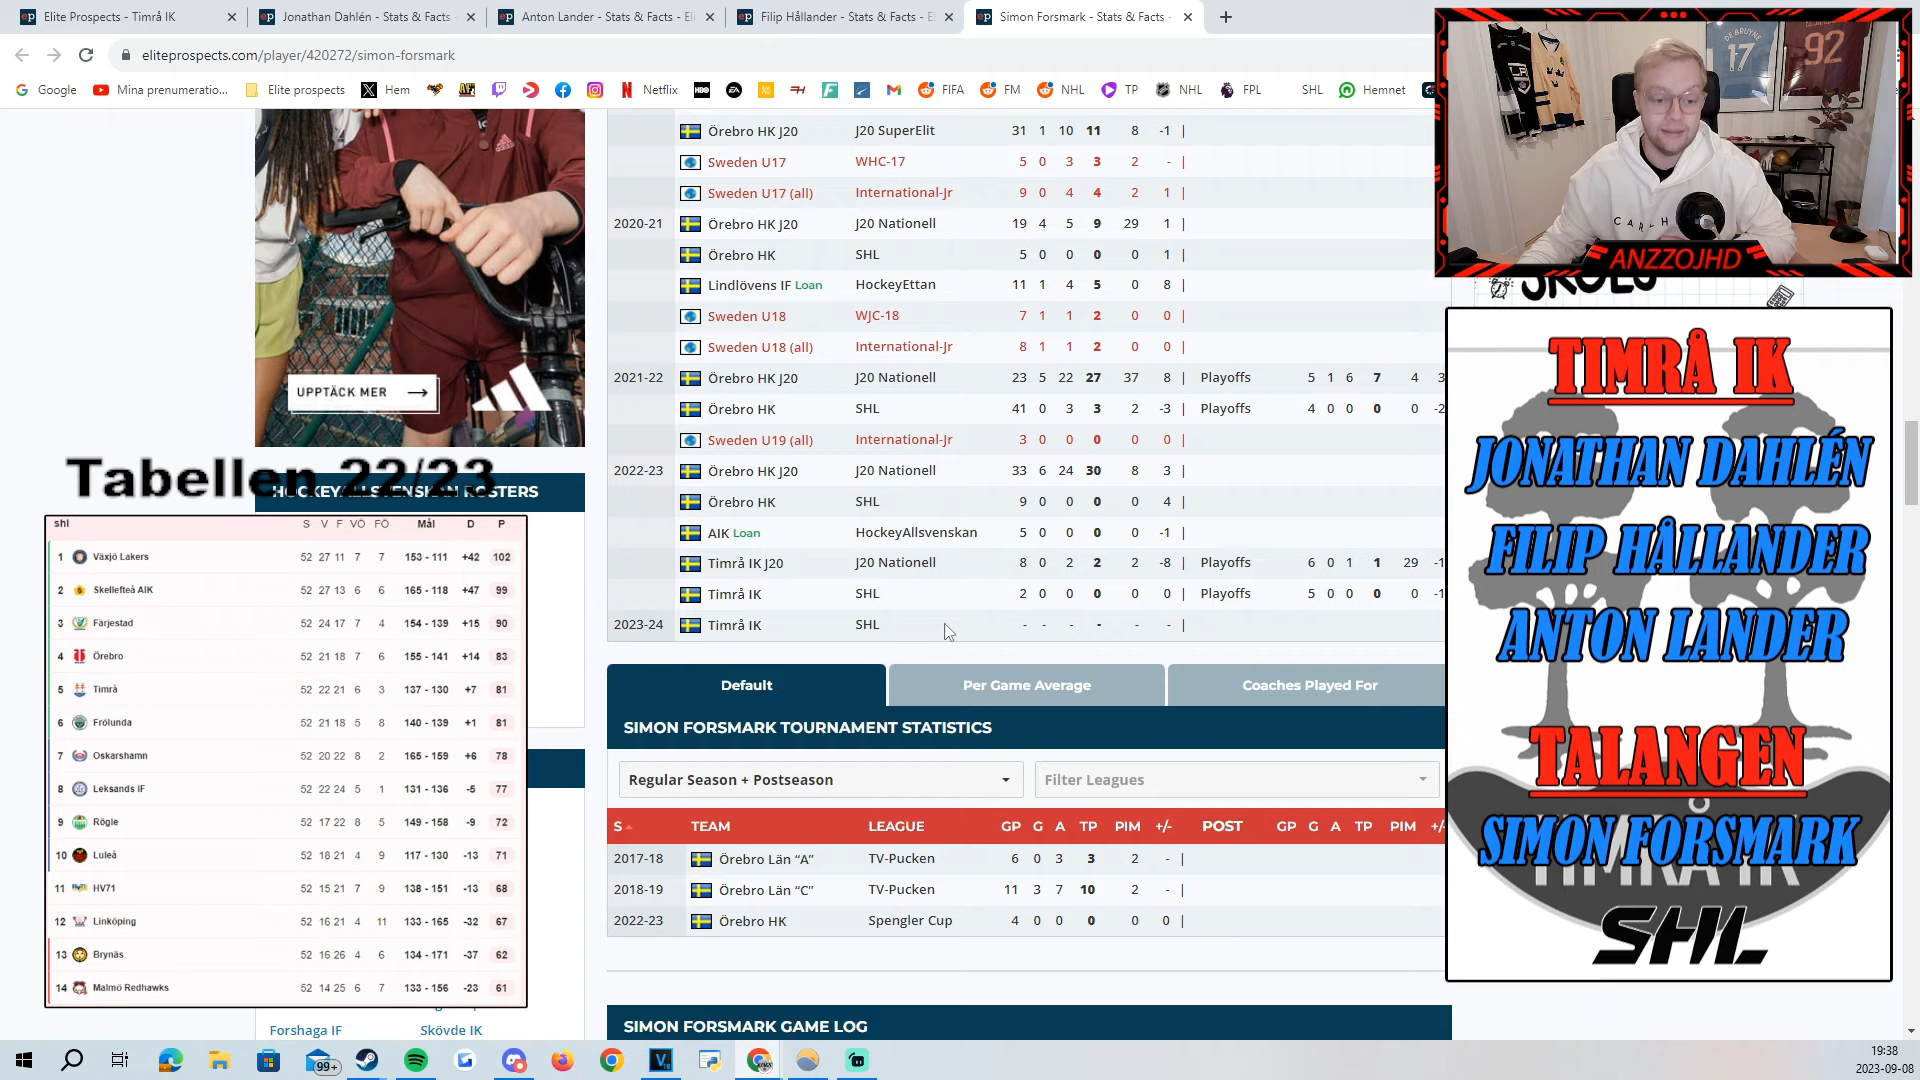 Elite Prospects - Timrå IK
Jonathan Dahlén - Stats & Facts -
Anton Lander - Stats & Facts - El
Filip Hållander - Stats & Facts - E
Simon Forsmark - Stats & Facts -
eliteprospects.com/player/420272/simon-forsmark
Google
Mina prenumeratio...
Elite prospects
Hem
Netflix
FIFA
FM
NHL
TP
NHL
FPL
SHL
Hemnet
DE BRUYNE
17
92
ANZZOJHD
UPPTÄCK MER
Örebro HK J20 J20 SuperElit 31 1 10 11 8 -1 |
Sweden U17 WHC-17 5 0 3 3 2 - |
Sweden U17 (all) International-Jr 9 0 4 4 2 1 |
2020-21 Örebro HK J20 J20 Nationell 19 4 5 9 29 1 |
Örebro HK SHL 5 0 0 0 0 1 |
Lindlövens IF Loan HockeyEttan 11 1 4 5 0 8 |
Sweden U18 WJC-18 7 1 1 2 0 0 |
Sweden U18 (all) International-Jr 8 1 1 2 0 0 |
2021-22 Örebro HK J20 J20 Nationell 23 5 22 27 37 8 | Playoffs 5 1 6 7 4 3
Örebro HK SHL 41 0 3 3 2 -3 | Playoffs 4 0 0 0 0 -2
Sweden U19 (all) International-Jr 3 0 0 0 0 0 |
2022-23 Örebro HK J20 J20 Nationell 33 6 24 30 8 3 |
Örebro HK SHL 9 0 0 0 0 4 |
AIK Loan HockeyAllsvenskan 5 0 0 0 0 -1 |
Timrå IK J20 J20 Nationell 8 0 2 2 2 -8 | Playoffs 6 0 1 1 29 -1
Timrå IK SHL 2 0 0 0 0 0 | Playoffs 5 0 0 0 0 -1
2023-24 Timrå IK SHL - - - - - - |
Default
Per Game Average
Coaches Played For
SIMON FORSMARK TOURNAMENT STATISTICS
Regular Season + Postseason
Filter Leagues
S TEAM LEAGUE GP G A TP PIM +/- POST GP G A TP PIM +/-
2017-18 Örebro Län “A” TV-Pucken 6 0 3 3 2 - |
2018-19 Örebro Län “C” TV-Pucken 11 3 7 10 2 - |
2022-23 Örebro HK Spengler Cup 4 0 0 0 0 0 |
SIMON FORSMARK GAME LOG
Tabellen 22/23
HOCKEYALLSVENSKAN ROSTERS
shl S V F VÖ FÖ Mål D P
1 Växjö Lakers 52 27 11 7 7 153 - 111 +42 102
2 Skellefteå AIK 52 27 13 6 6 165 - 118 +47 99
3 Färjestad 52 24 17 7 4 154 - 139 +15 90
4 Örebro 52 21 18 7 6 155 - 141 +14 83
5 Timrå 52 22 21 6 3 137 - 130 +7 81
6 Frölunda 52 21 18 5 8 140 - 139 +1 81
7 Oskarshamn 52 20 22 8 2 165 - 159 +6 78
8 Leksands IF 52 22 24 5 1 131 - 136 -5 77
9 Rögle 52 17 22 8 5 149 - 158 -9 72
10 Luleå 52 18 21 4 9 117 - 130 -13 71
11 HV71 52 15 21 7 9 138 - 151 -13 68
12 Linköping 52 16 21 4 11 133 - 165 -32 67
13 Brynäs 52 16 26 4 6 134 - 171 -37 62
14 Malmö Redhawks 52 14 25 6 7 133 - 156 -23 61
Forshaga IF
Skövde IK
TIMRÅ IK
JONATHAN DAHLÉN
FILIP HÅLLANDER
ANTON LANDER
TALANGEN
SIMON FORSMARK
TIMRÅ IK
SHL
99+
19:38
2023-09-08